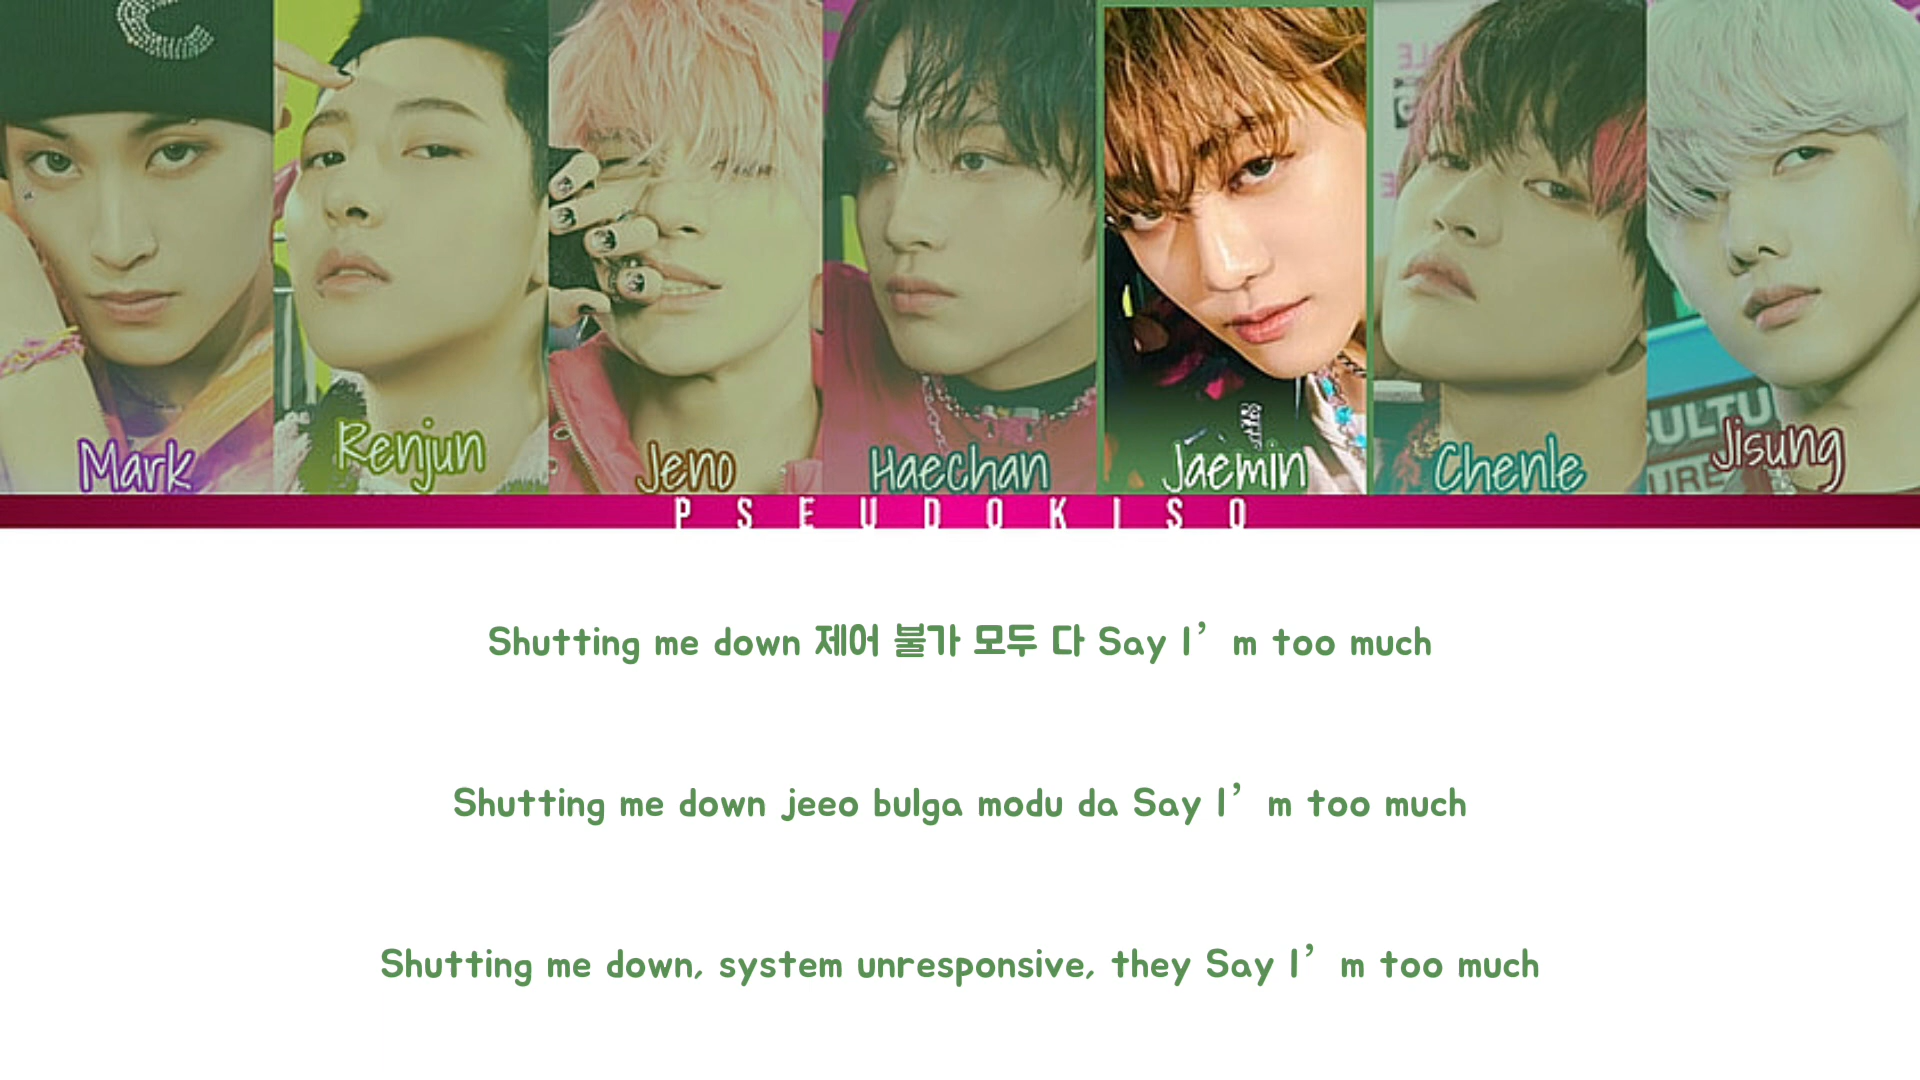 Mark
Renjun
Jeno
Haechan
Jaemin
Chenle
Jisung
PSEUDOKISO
Shutting me down 제어 불가 모두 다 Say I’m too much
Shutting me down jeeo bulga modu da Say I’m too much
Shutting me down, system unresponsive, they Say I’m too much